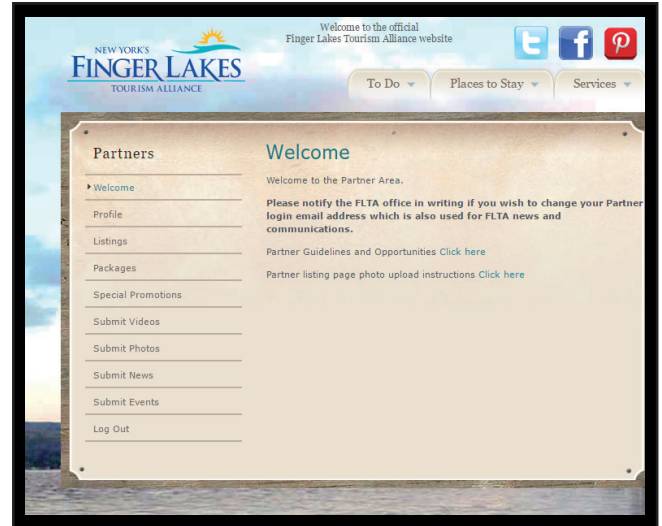 NEW YORK'S
FINGER LAKES
TOURISM ALLIANCE
Welcome to the official
Finger Lakes Tourism Alliance website
To Do
Places to Stay
Services
Partners
Welcome
Profile
Listings
Packages
Special Promotions
Submit Videos
Submit Photos
Submit News
Submit Events
Log Out
Welcome
Welcome to the Partner Area.
Please notify the FLTA office in writing if you wish to change your Partner
login email address which is also used for FLTA news and
communications.
Partner Guidelines and Opportunities Click here
Partner listing page photo upload instructions Click here